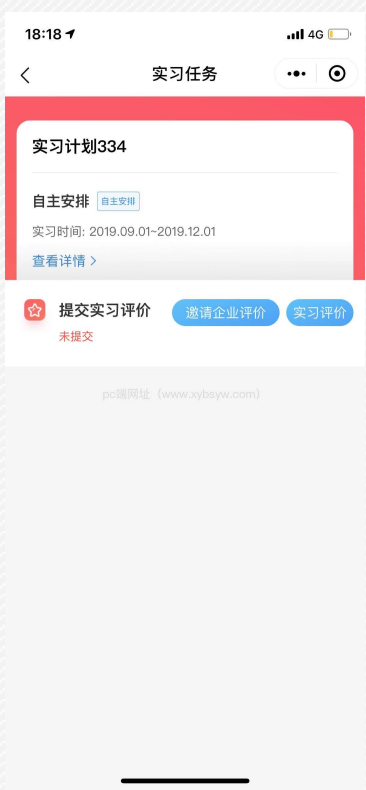 18:18
4G
实习任务
实习计划334
自主安排 自主安排
实习时间: 2019.09.01~2019.12.01
查看详情
提交实习评价 邀请企业评价 实习评价
未提交
pc端网址（www.xybsyw.com）